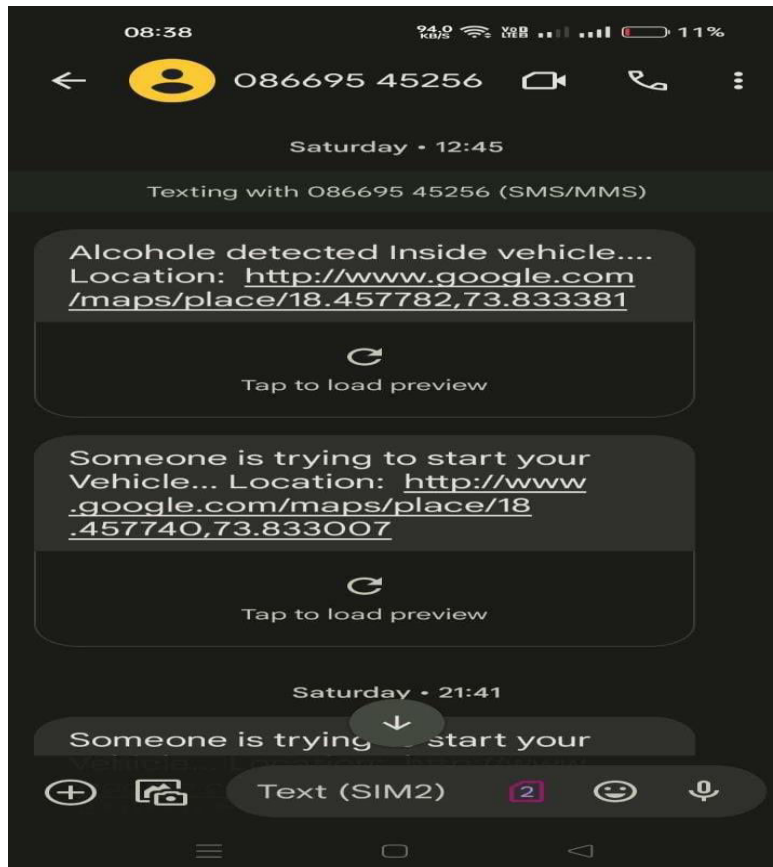 08:38 94.0 KB/S VoB LTE 11%
086695 45256
Saturday • 12:45
Texting with 086695 45256 (SMS/MMS)
Alcohole detected Inside vehicle....
Location: http://www.google.com
/maps/place/18.457782,73.833381
Tap to load preview
Someone is trying to start your
Vehicle... Location: http://www
.google.com/maps/place/18
.457740,73.833007
Tap to load preview
Saturday • 21:41
Someone is trying start your
Text (SIM2) 2